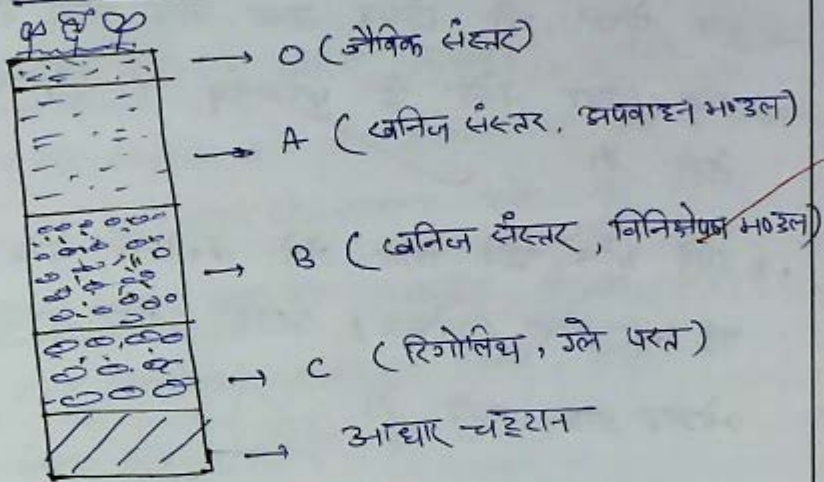 → O (जैविक संस्तर)
→ A (खनिज संस्तर, अपवाहन मण्डल)
→ B (खनिज संस्तर, विनिक्षेपण मण्डल)
→ C (रिगोलिथ, ग्ले परत)
→ आधार चट्टान